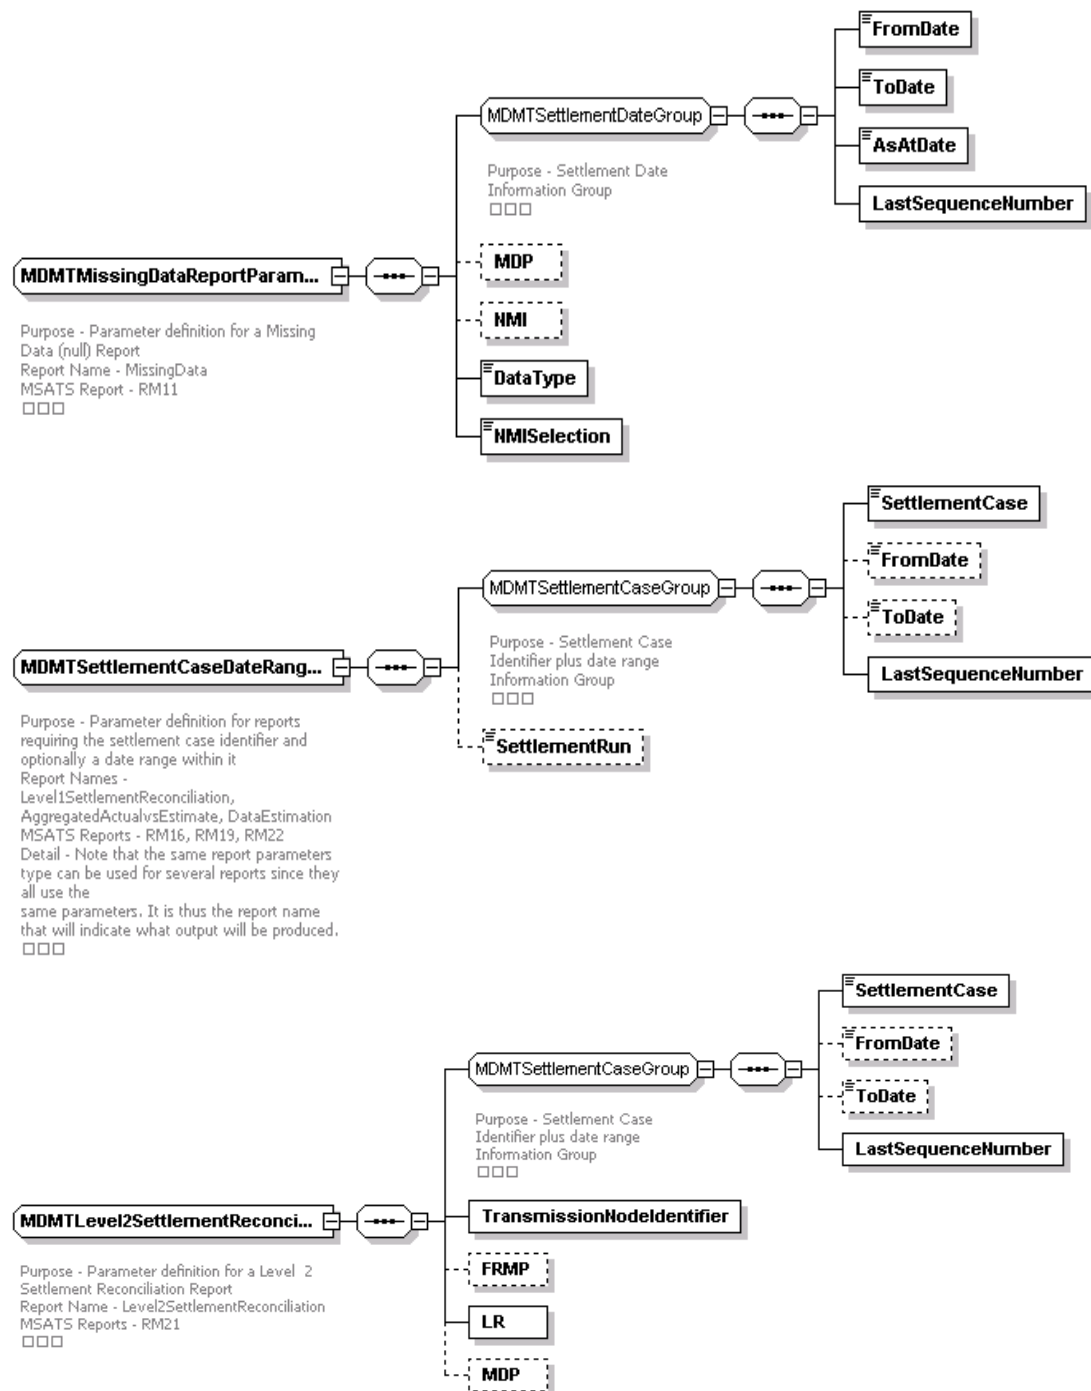 FromDate
ToDate
MDMTSettlementDateGroup
AsAtDate
Purpose - Settlement Date
Information Group
LastSequenceNumber
MDP
MDMTMissingDataReportParam...
NMI
Purpose - Parameter definition for a Missing
Data (null) Report
Report Name - MissingData
MSATS Report - RM11
DataType
NMISelection
SettlementCase
FromDate
MDMTSettlementCaseGroup
ToDate
Purpose - Settlement Case
Identifier plus date range
Information Group
LastSequenceNumber
MDMTSettlementCaseDateRang...
SettlementRun
Purpose - Parameter definition for reports
requiring the settlement case identifier and
optionally a date range within it
Report Names -
Level1SettlementReconciliation,
AggregatedActualvsEstimate, DataEstimation
MSATS Reports - RM16, RM19, RM22
Detail - Note that the same report parameters
type can be used for several reports since they
all use the
same parameters. It is thus the report name
that will indicate what output will be produced.
SettlementCase
FromDate
MDMTSettlementCaseGroup
ToDate
Purpose - Settlement Case
Identifier plus date range
Information Group
LastSequenceNumber
MDMTLevel2SettlementReconci...
TransmissionNodeIdentifier
FRMP
Purpose - Parameter definition for a Level 2
Settlement Reconciliation Report
Report Name - Level2SettlementReconciliation
MSATS Reports - RM21
LR
MDP